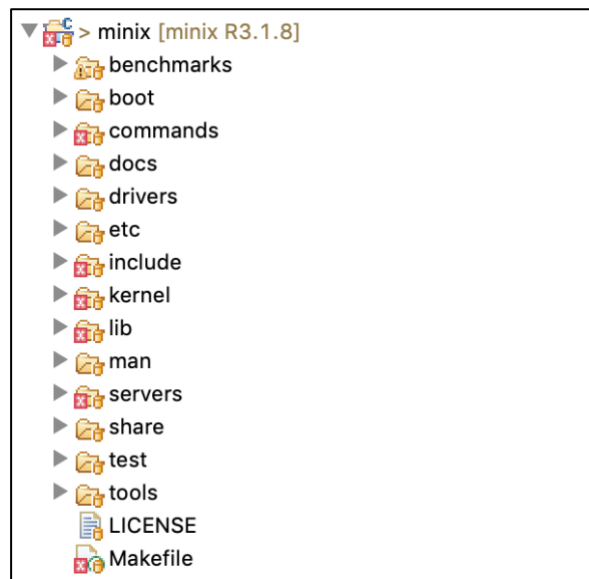 > minix [minix R3.1.8]
benchmarks
boot
commands
docs
drivers
etc
include
kernel
lib
man
servers
share
test
tools
LICENSE
Makefile